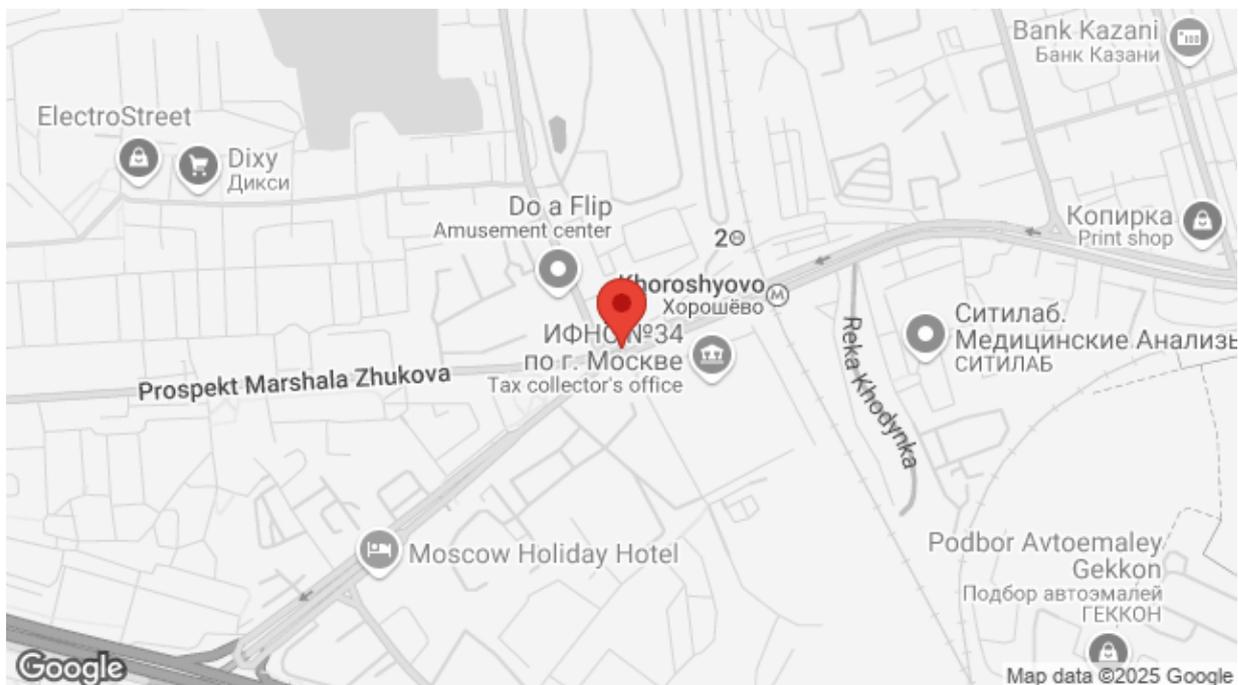 Bank Kazani
Банк Казани
ElectroStreet
Dixy
Дикси
Do a Flip
Amusement center
Копирка
Print shop
2
Khoroshyovo
Хорошёво
M
ИФНС №34
по г. Москве
Tax collector's office
Ситилаб.
Медицинские Анализы
СИТИЛАБ
Prospekt Marshala Zhukova
Reka Khodynka
Moscow Holiday Hotel
Podbor Avtoemaley
Gekkon
Подбор автоэмалей
ГЕККОН
Google
Map data ©2025 Google